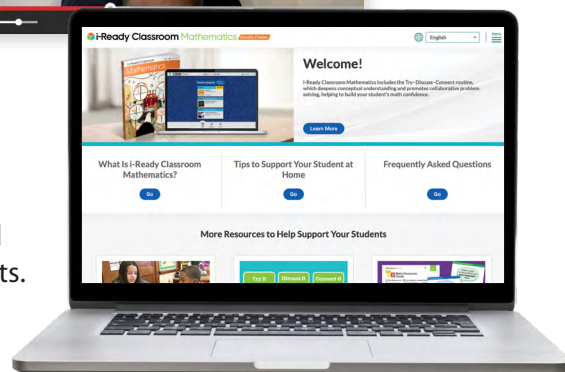 i-Ready Classroom Mathematics Family Center
English
Menu
Mathematics
Welcome!
i-Ready Classroom Mathematics includes the Try–Discuss–Connect routine,
which deepens conceptual understanding and promotes collaborative problem
solving, helping to build your student's math confidence.
Learn More
What Is i-Ready Classroom
Mathematics?
Go
Tips to Support Your Student at
Home
Go
Frequently Asked Questions
Go
More Resources to Help Support Your Students
Try It
Discuss It
Connect It
ts.